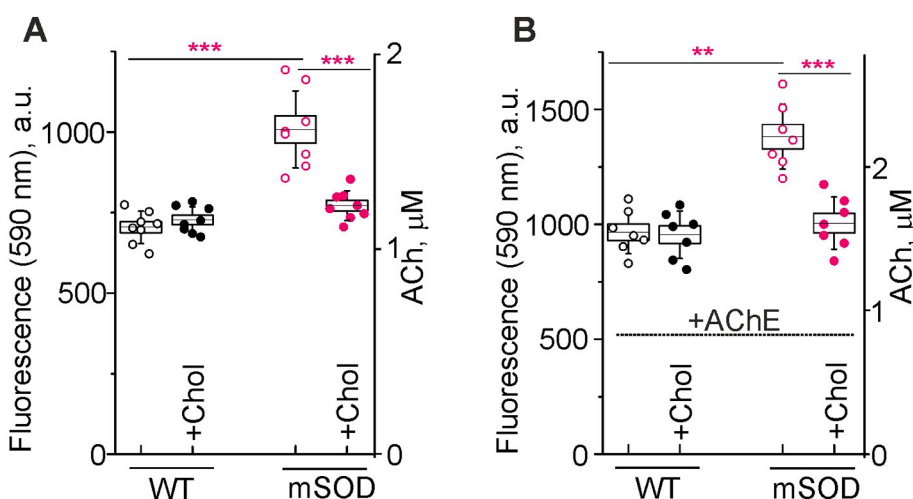 A
B
***
***
**
***
Fluorescence (590 nm), a.u.
1000
750
500
0
2
1
0
ACh, µM
+Chol
+Chol
WT
mSOD
Fluorescence (590 nm), a.u.
1500
1000
500
0
2
1
0
ACh, µM
+AChE
+Chol
+Chol
WT
mSOD